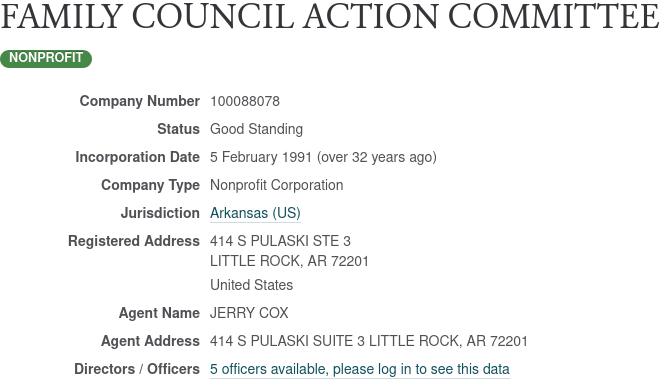 FAMILY COUNCIL ACTION COMMITTEE
NONPROFIT
Company Number 100088078
Status Good Standing
Incorporation Date 5 February 1991 (over 32 years ago)
Company Type Nonprofit Corporation
Jurisdiction Arkansas (US)
Registered Address 414 S PULASKI STE 3
LITTLE ROCK, AR 72201
United States
Agent Name JERRY COX
Agent Address 414 S PULASKI SUITE 3 LITTLE ROCK, AR 72201
Directors / Officers 5 officers available, please log in to see this data